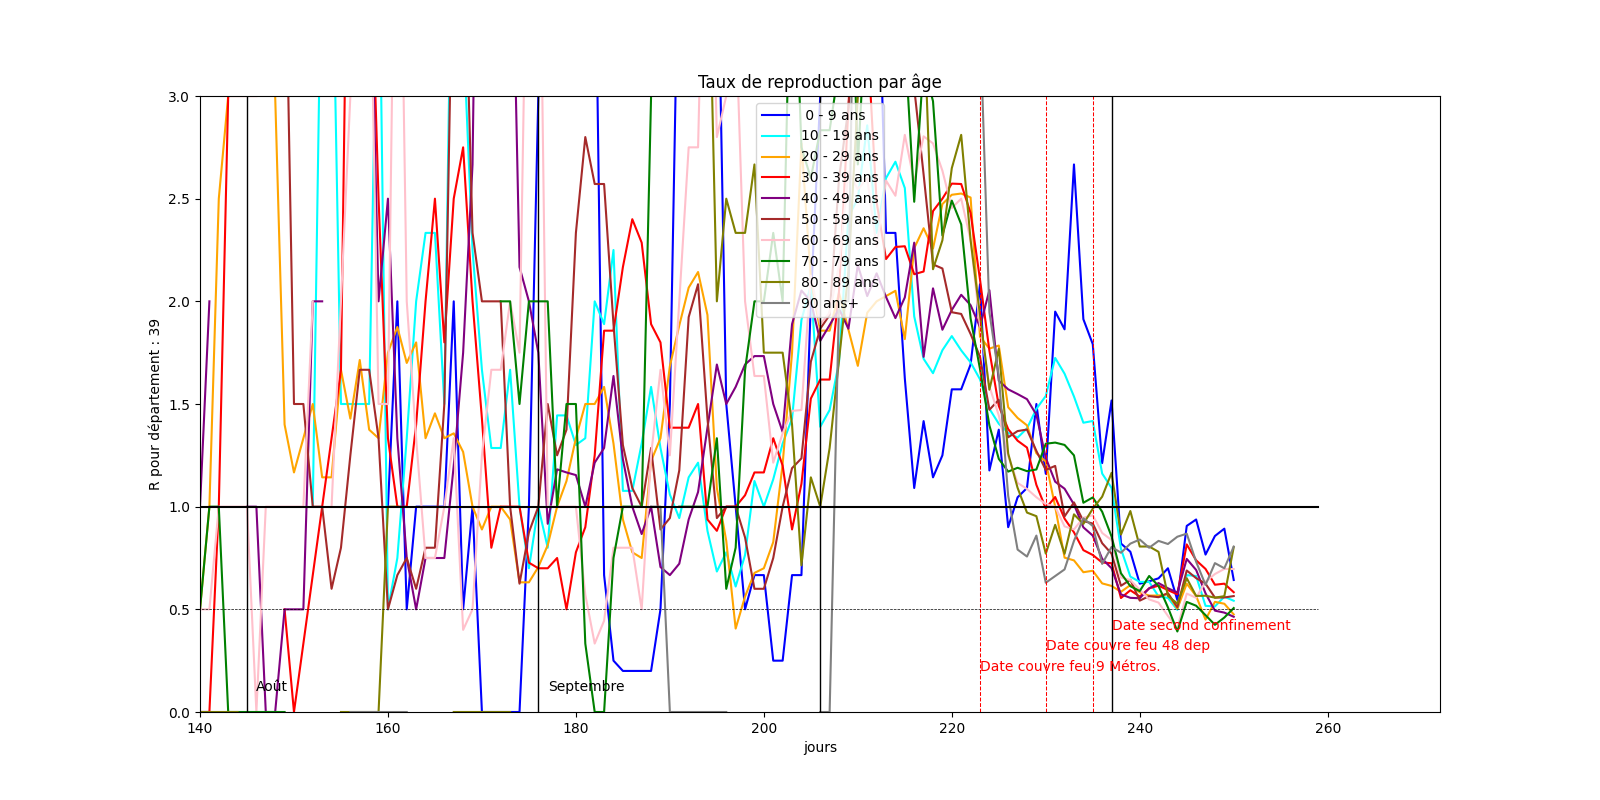 Taux de reproduction par âge
R pour département : 39
3.0
2.5
2.0
1.5
1.0
0.5
0.0
0 - 9 ans
10 - 19 ans
20 - 29 ans
30 - 39 ans
40 - 49 ans
50 - 59 ans
60 - 69 ans
70 - 79 ans
80 - 89 ans
90 ans+
Date second confinement
Date couvre feu 48 dep
Date couvre feu 9 Métros.
Août
Septembre
140 160 180 200 220 240 260
jours